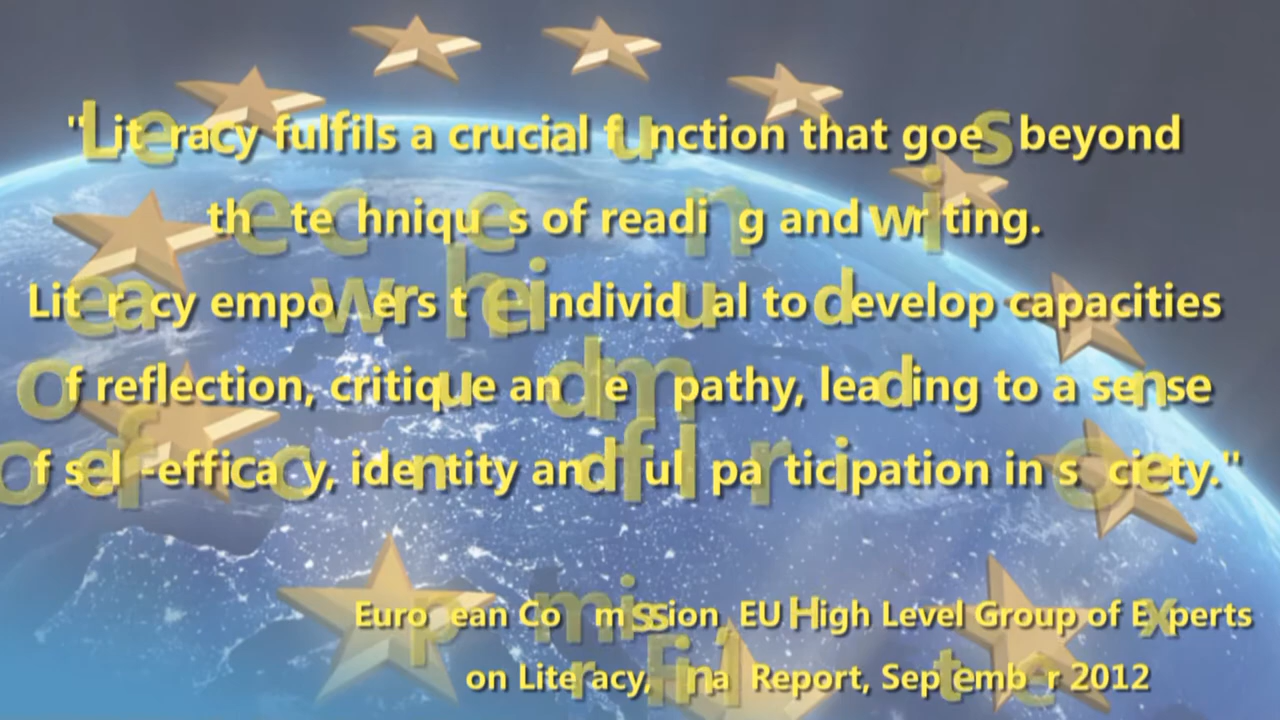 "Literacy fulfils a crucial function that goes beyond
the techniques of reading and writing.
Literacy empowers the individual to develop capacities
of reflection, critique and empathy, leading to a sense
of self-efficacy, identity and full participation in society."
European Commission, EU High Level Group of Experts
on Literacy, Final Report, September 2012